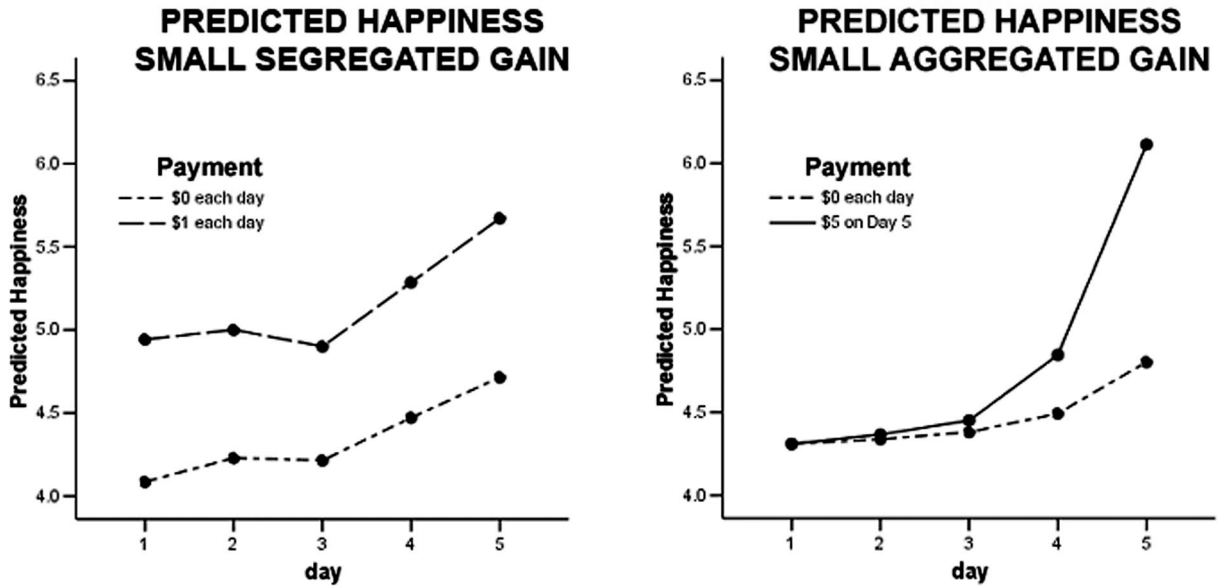 PREDICTED HAPPINESS
SMALL SEGREGATED GAIN
6.5
6.0
5.5
5.0
4.5
4.0
Predicted Happiness
Payment
$0 each day
$1 each day
1 2 3 4 5
day
PREDICTED HAPPINESS
SMALL AGGREGATED GAIN
6.5
6.0
5.5
5.0
4.5
4.0
Predicted Happiness
Payment
$0 each day
$5 on Day 5
1 2 3 4 5
day